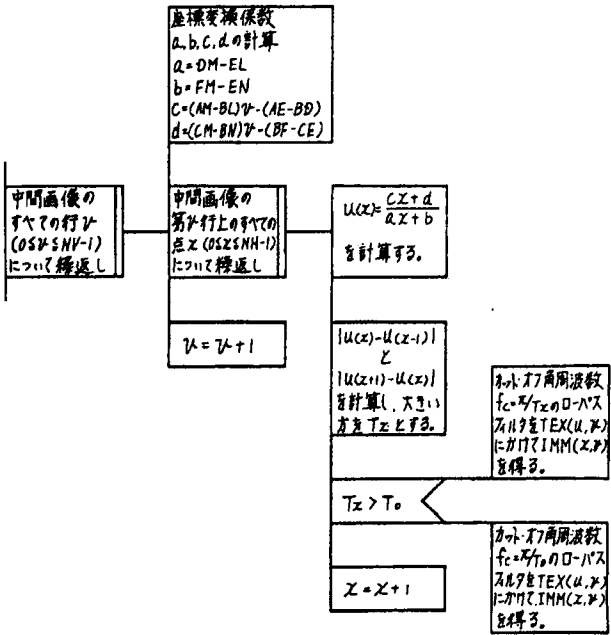 座標変換係数
a,b,c,dの計算
a=DM-EL
b=FM-EN
c=(AM-BL)v-(AE-BD)
d=(CM-BN)v-(BF-CE)
中間画像の
すべての行v
(0≤v≤NV-1)
について繰返し
中間画像の
第v行上のすべての
点x(0≤x≤NH-1)
について繰返し
u(x)=cx+d/ax+b
を計算する。
v=v+1
|u(x)-u(x-1)|
と
|u(x+1)-u(x)|
を計算し、大きい
方をTxとする。
カット・オフ角周波数
fc=π/Txのローパス
フィルタをTEX(u,v)
にかけてIMM(x,v)
を得る。
Tx>T₀
カット・オフ角周波数
fc=π/T₀のローパス
フィルタをTEX(u,v)
にかけてIMM(x,v)
を得る。
x=x+1